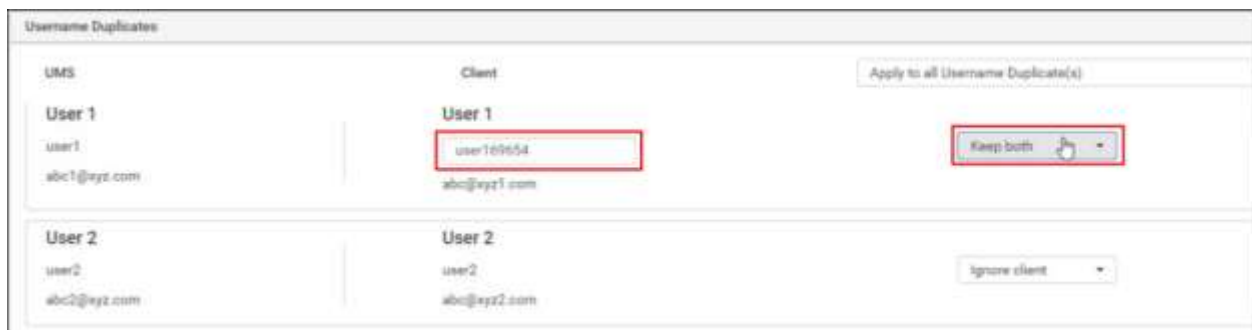 Username Duplicates
UMS Client Apply to all Username Duplicate(s)
User 1 User 1
user1 user169654 Keep both
abc1@xyz.com abc@xyz1.com
User 2 User 2
user2 user2 Ignore client
abc2@xyz.com abc@xyz2.com